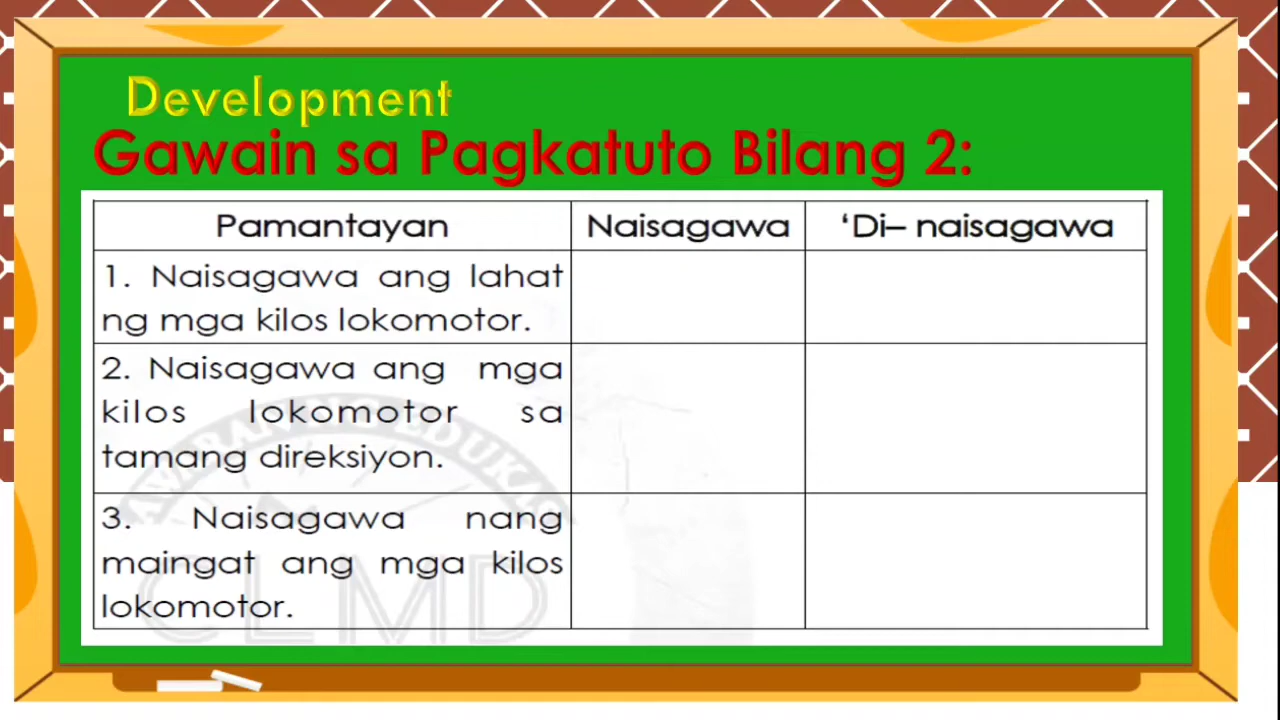 Development
Gawain sa Pagkatuto Bilang 2:
Pamantayan Naisagawa ‘Di– naisagawa
1. Naisagawa ang lahat
ng mga kilos lokomotor.
2. Naisagawa ang mga
kilos lokomotor sa
tamang direksiyon.
3. Naisagawa nang
maingat ang mga kilos
lokomotor.
CLMD